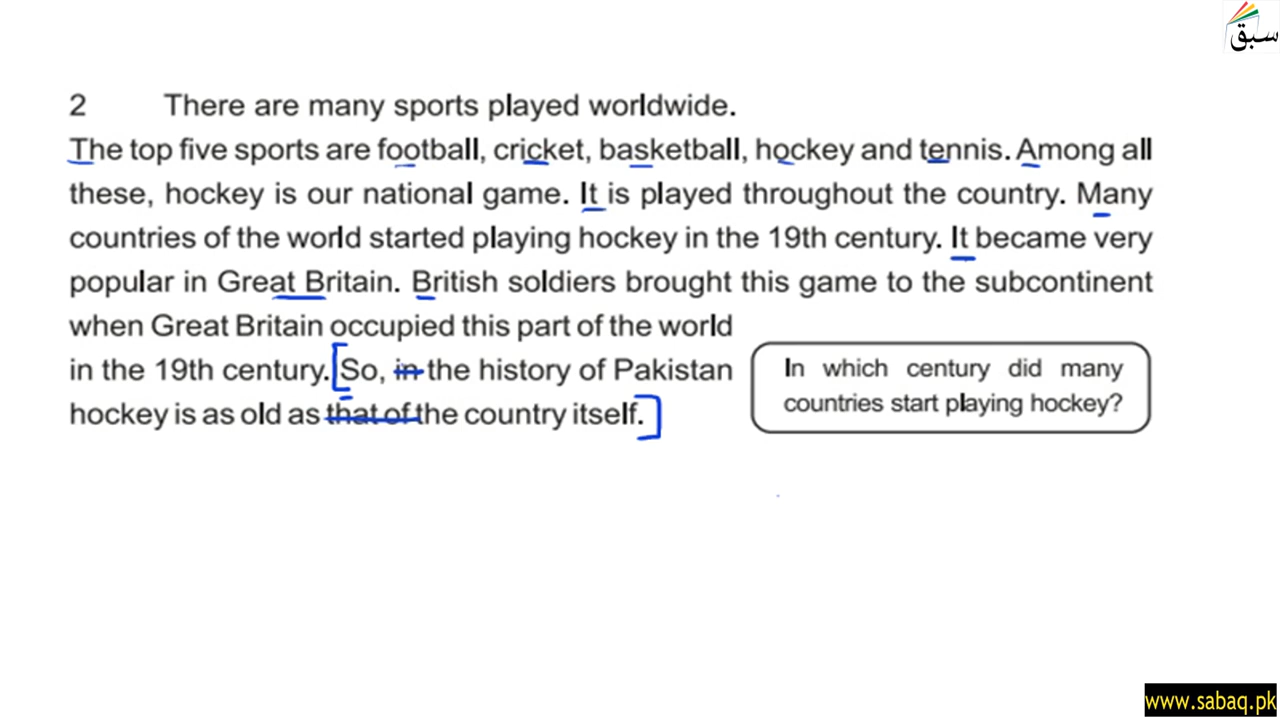 سبق
2 There are many sports played worldwide.
The top five sports are football, cricket, basketball, hockey and tennis. Among all
these, hockey is our national game. It is played throughout the country. Many
countries of the world started playing hockey in the 19th century. It became very
popular in Great Britain. British soldiers brought this game to the subcontinent
when Great Britain occupied this part of the world
in the 19th century. [So, in the history of Pakistan
hockey is as old as that of the country itself.]
In which century did many
countries start playing hockey?
www.sabaq.pk